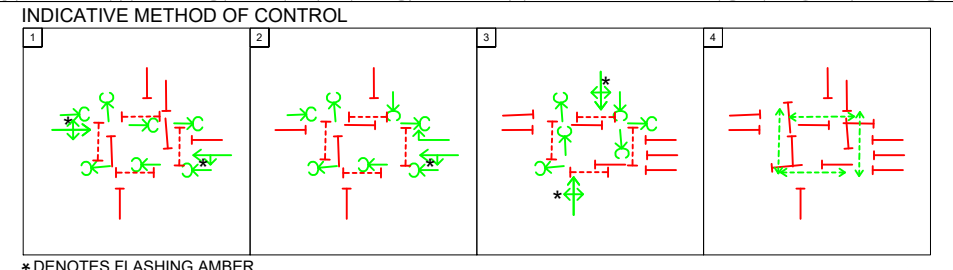 INDICATIVE METHOD OF CONTROL
1 2 3 4
* * * * *
* DENOTES FLASHING AMBER